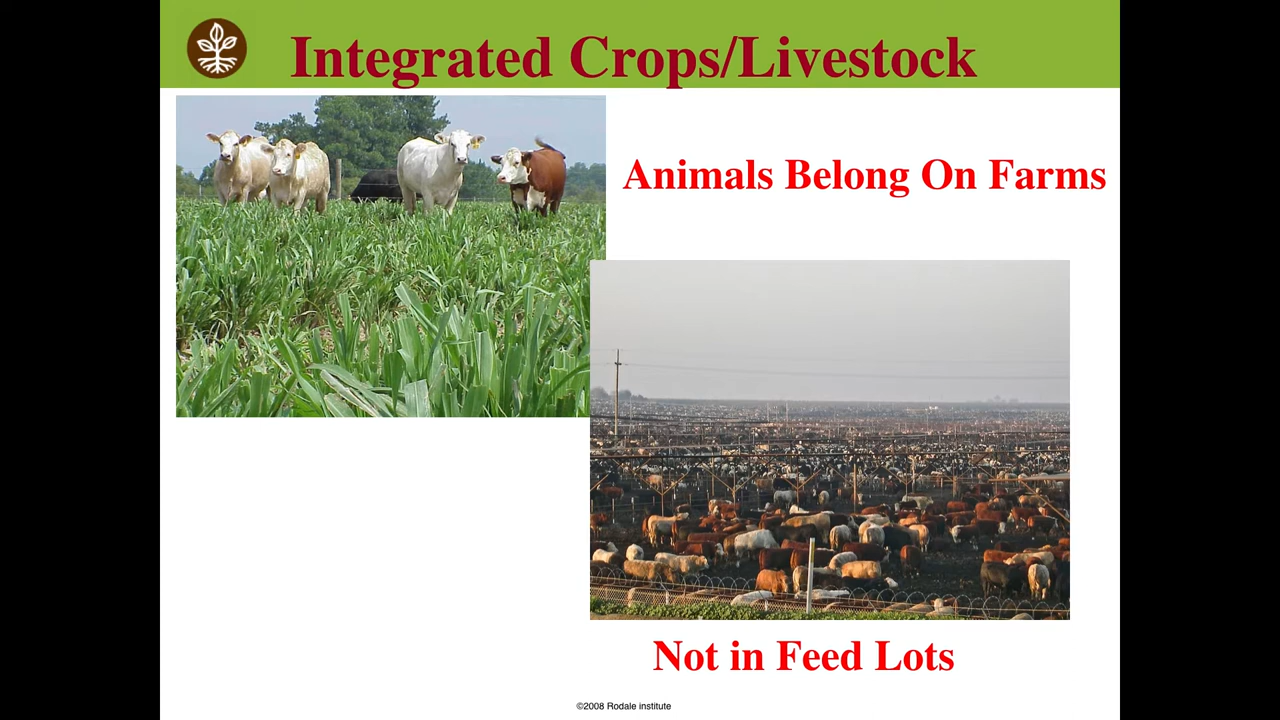 Integrated Crops/Livestock
Animals Belong On Farms
Not in Feed Lots
©2008 Rodale institute